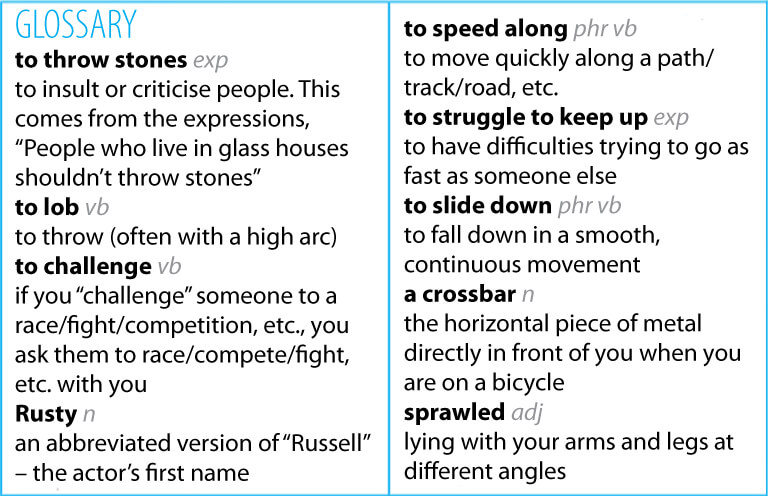 GLOSSARY
to throw stones exp
to insult or criticise people. This
comes from the expressions,
“People who live in glass houses
shouldn’t throw stones”
to lob vb
to throw (often with a high arc)
to challenge vb
if you “challenge” someone to a
race/fight/competition, etc., you
ask them to race/compete/fight,
etc. with you
Rusty n
an abbreviated version of “Russell”
– the actor’s first name
to speed along phr vb
to move quickly along a path/
track/road, etc.
to struggle to keep up exp
to have difficulties trying to go as
fast as someone else
to slide down phr vb
to fall down in a smooth,
continuous movement
a crossbar n
the horizontal piece of metal
directly in front of you when you
are on a bicycle
sprawled adj
lying with your arms and legs at
different angles